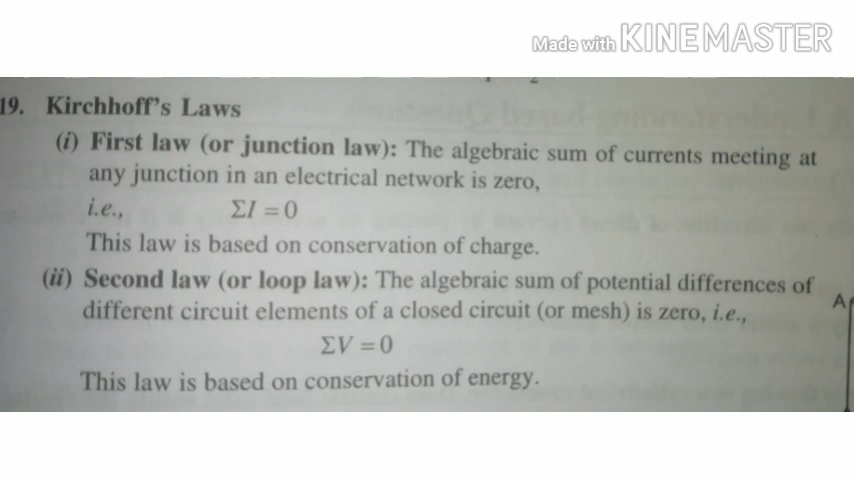 Made with KINEMASTER
19. Kirchhoff's Laws
(i) First law (or junction law): The algebraic sum of currents meeting at
any junction in an electrical network is zero,
i.e., ΣI = 0
This law is based on conservation of charge.
(ii) Second law (or loop law): The algebraic sum of potential differences of
different circuit elements of a closed circuit (or mesh) is zero, i.e.,
A
ΣV = 0
This law is based on conservation of energy.